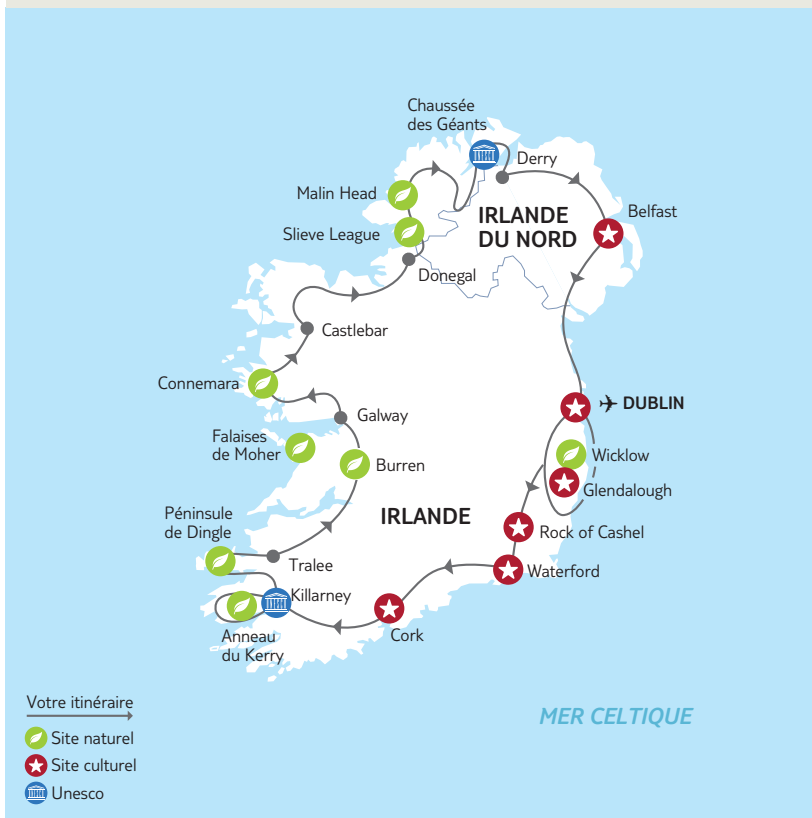 Chaussée
des Géants
Derry
Malin Head
IRLANDE
DU NORD
Belfast
Slieve League
Donegal
Castlebar
Connemara
DUBLIN
Galway
Falaises
de Moher
Wicklow
Burren
Glendalough
Péninsule
de Dingle
IRLANDE
Rock of Cashel
Tralee
Waterford
Killarney
Anneau
du Kerry
Cork
Votre itinéraire
MER CELTIQUE
Site naturel
Site culturel
Unesco